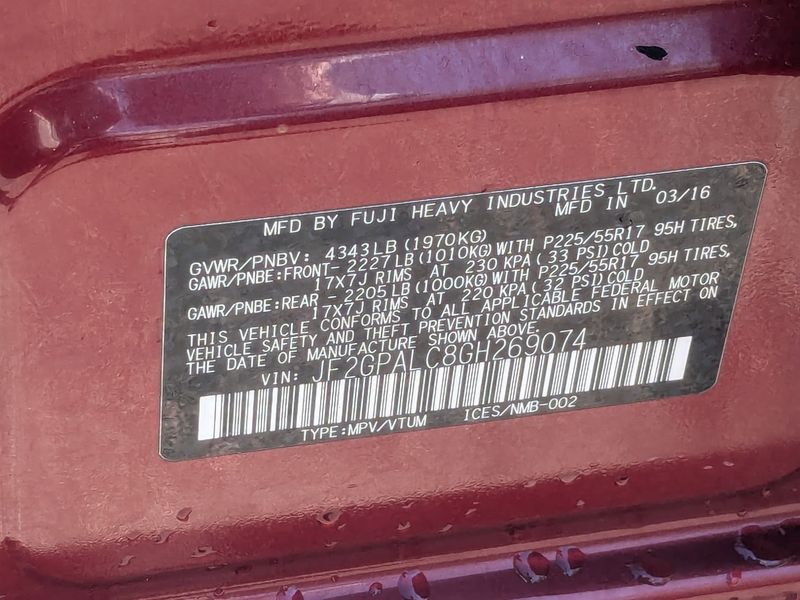 MFD BY FUJI HEAVY INDUSTRIES LTD.
MFD IN 03/16
GVWR/PNBV: 4343LB(1970KG)
GAWR/PNBE:FRONT-2227LB(1010KG)WITH P225/55R17 95H TIRES,
17X7J RIMS AT 230 KPA(33 PSI)COLD
GAWR/PNBE:REAR -2205LB(1000KG)WITH P225/55R17 95H TIRES,
17X7J RIMS AT 220 KPA(32 PSI)COLD
THIS VEHICLE CONFORMS TO ALL APPLICABLE FEDERAL MOTOR
VEHICLE SAFETY AND THEFT PREVENTION STANDARDS IN EFFECT ON
THE DATE OF MANUFACTURE SHOWN ABOVE.
VIN: JF2GPALC8GH269074
TYPE:MPV/VTUM ICES/NMB-002